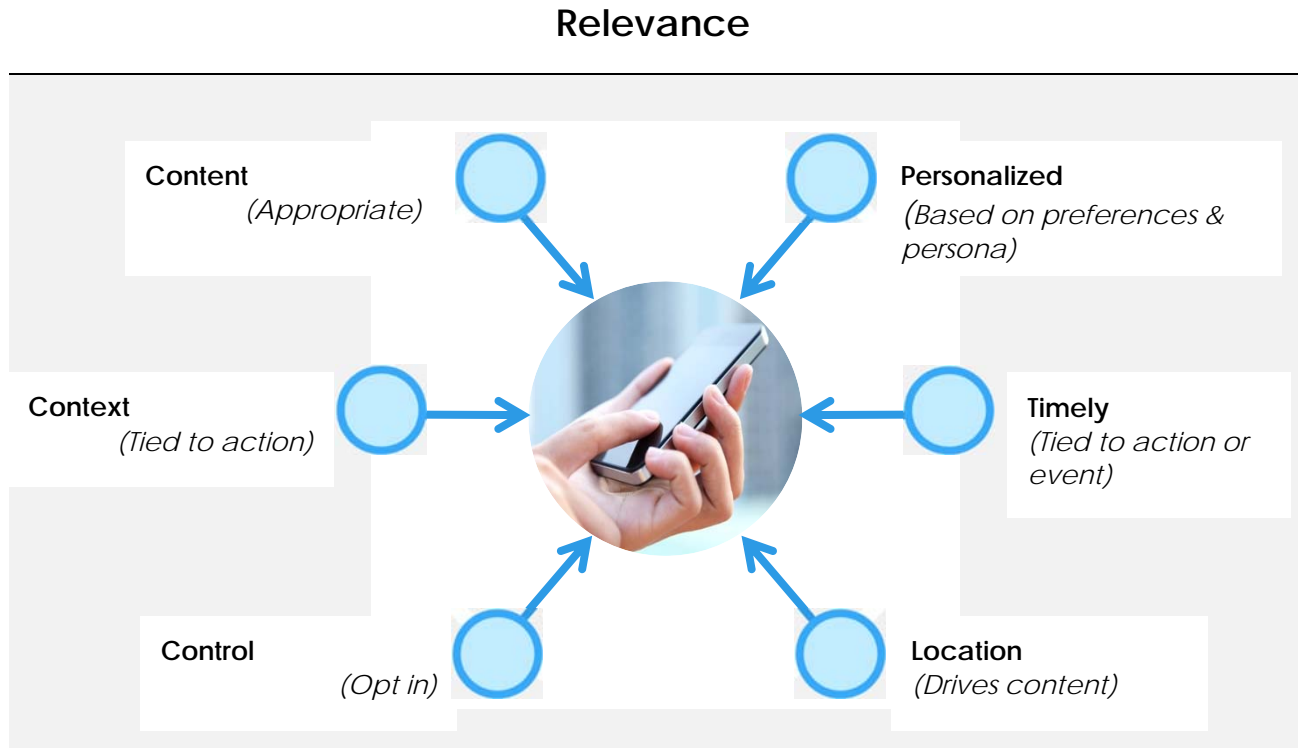 Relevance
Content
(Appropriate)
Personalized
(Based on preferences &
persona)
Context
(Tied to action)
Timely
(Tied to action or
event)
Control
(Opt in)
Location
(Drives content)